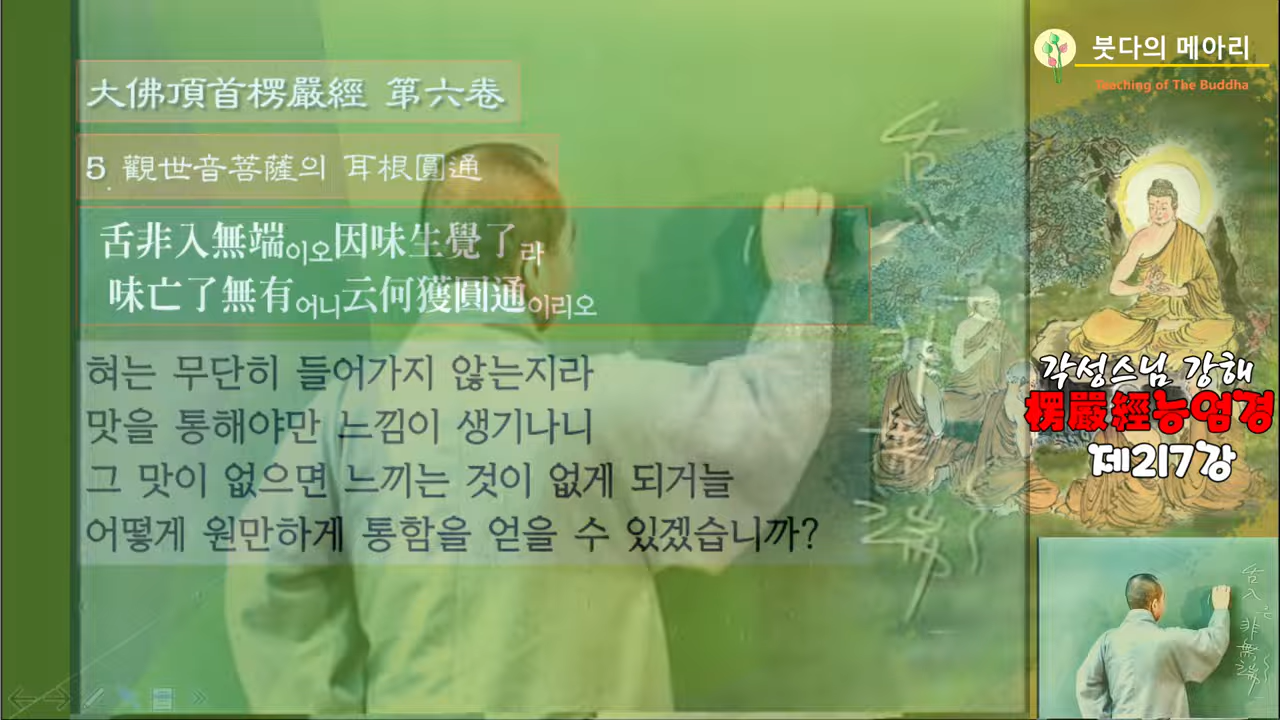 大佛頂首楞嚴經 第六卷
5. 觀世音菩薩의 耳根圓通
舌非入無端이오因味生覺了라
味亡了無有어니云何獲圓通이리오
혀는 무단히 들어가지 않는지라
맛을 통해야만 느낌이 생기나니
그 맛이 없으면 느끼는 것이 없게 되거늘
어떻게 원만하게 통함을 얻을 수 있겠습니까?
붓다의 메아리
Teaching of The Buddha
각성스님 강해
楞嚴經능엄경
제217강
舌入
非無端